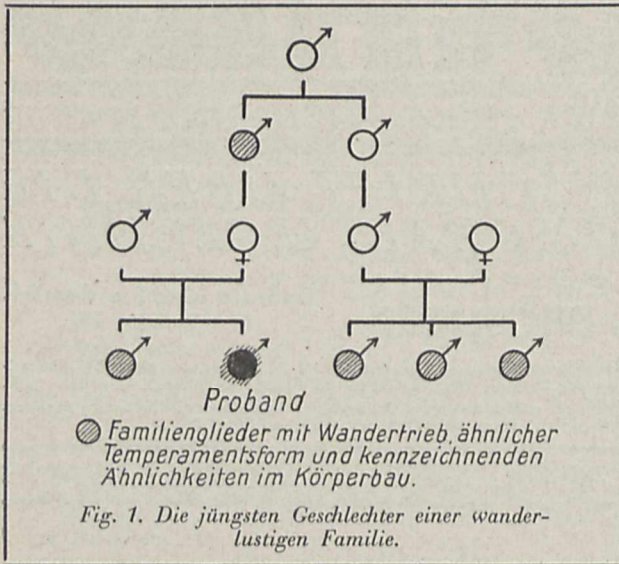 Proband
Familienglieder mit Wandertrieb, ähnlicher
Temperamentsform und kennzeichnenden
Ähnlichkeiten im Körperbau.
Fig. 1. Die jüngsten Geschlechter einer wander-
lustigen Familie.